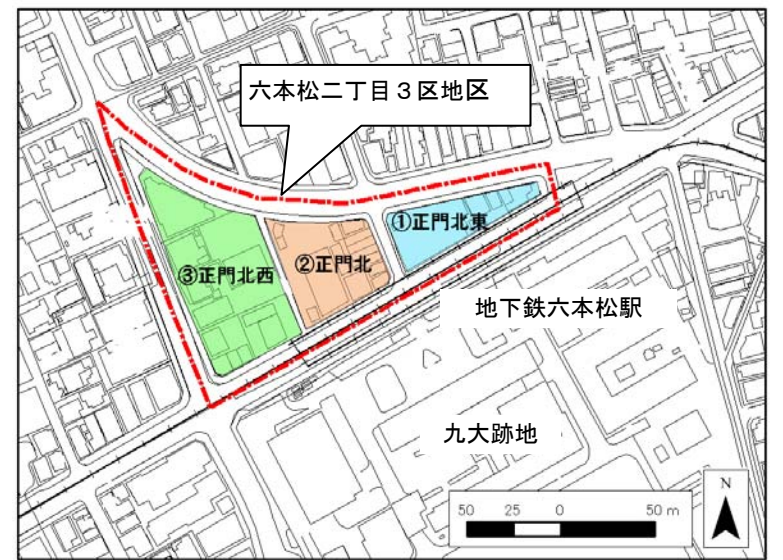 六本松二丁目３区地区
①正門北東
②正門北
③正門北西
地下鉄六本松駅
九大跡地
N
50 25 0 50 m